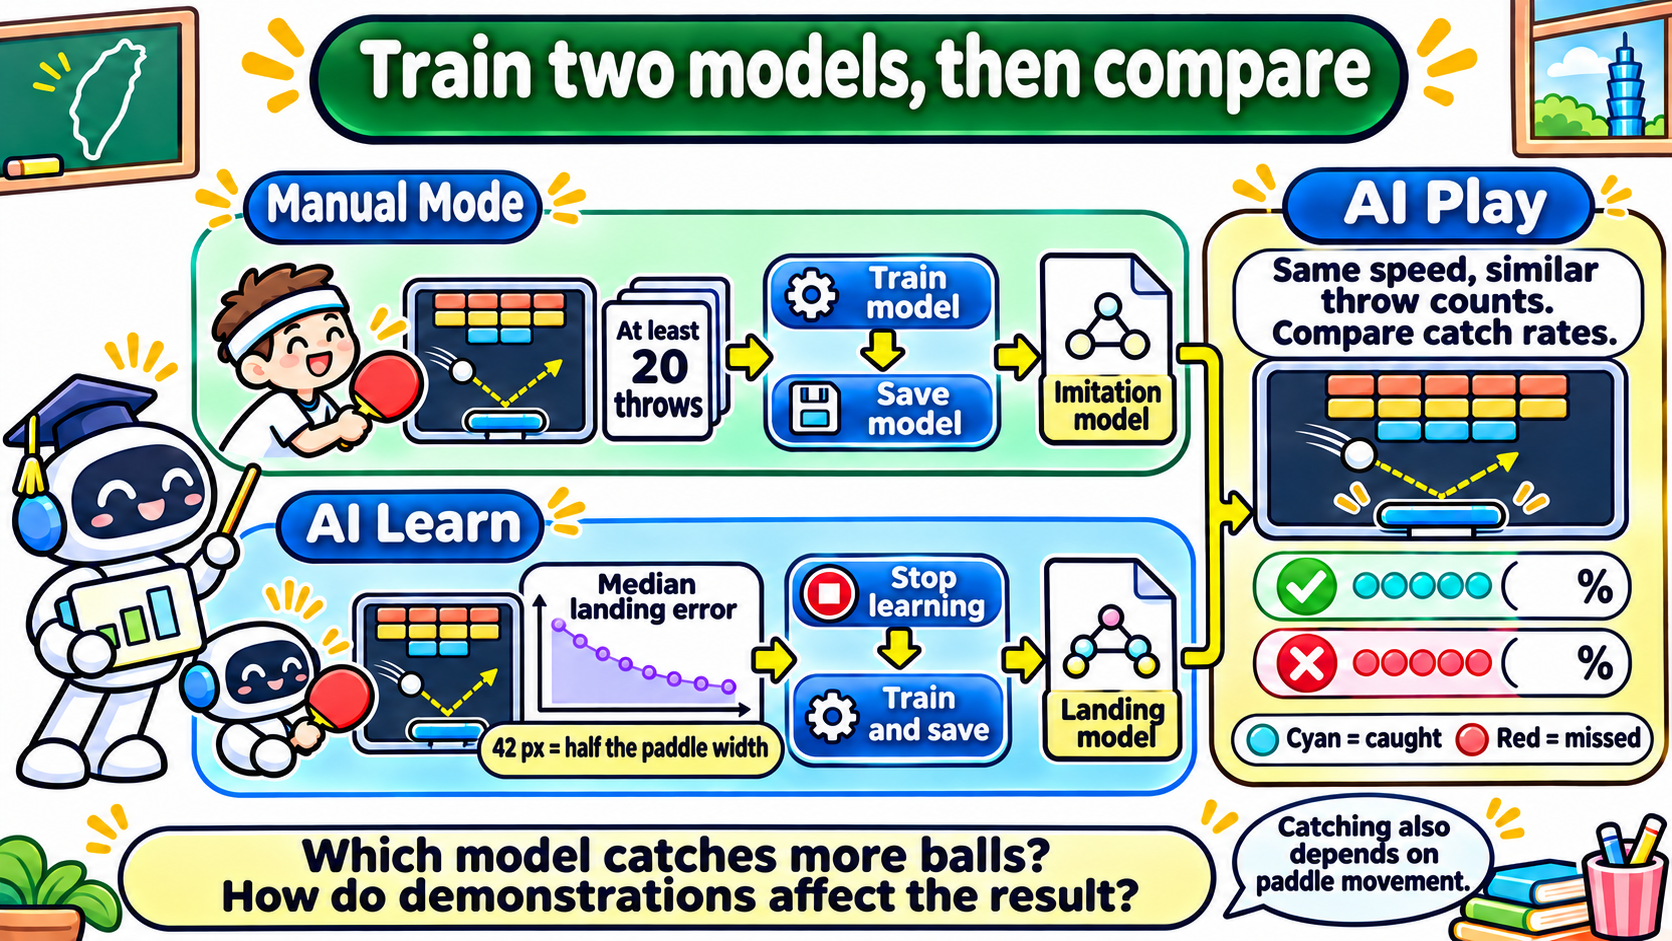 Train two models, then compare
Manual Mode
At least
20
throws
Train
model
Save
model
Imitation
model
AI Learn
Median
landing error
42 px = half the paddle width
Stop
learning
Train
and save
Landing
model
AI Play
Same speed, similar
throw counts.
Compare catch rates.
( %
( %
Cyan = caught
Red = missed
Which model catches more balls?
How do demonstrations affect the result?
Catching also
depends on
paddle movement.